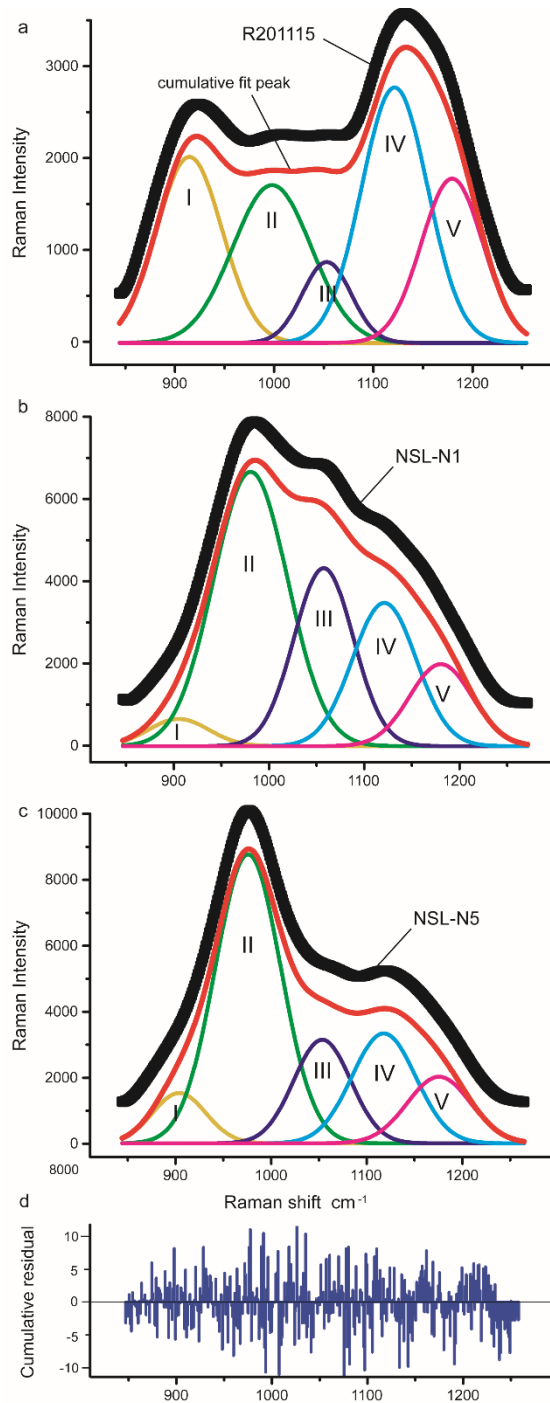 a
R201115
cumulative fit peak
Raman Intensity
3000
2000
1000
0
I
II
III
IV
V
900 1000 1100 1200
b
NSL-N1
Raman Intensity
8000
6000
4000
2000
0
I
II
III
IV
V
900 1000 1100 1200
c
NSL-N5
Raman Intensity
10000
8000
6000
4000
2000
0
I
II
III
IV
V
8000
900 1000 1100 1200
Raman shift cm⁻¹
d
Cumulative residual
10
5
0
-5
-10
900 1000 1100 1200